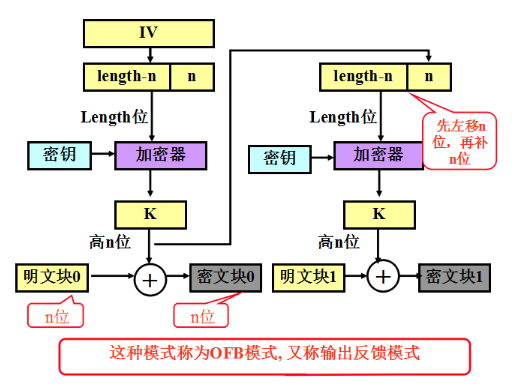 IV
length-n n
length-n n
Length位
Length位
先左移n
位，再补
n位
密钥
加密器
密钥
加密器
K
K
高n位
高n位
明文块0
+
密文块0
明文块1
+
密文块1
n位
n位
这种模式称为OFB模式, 又称输出反馈模式